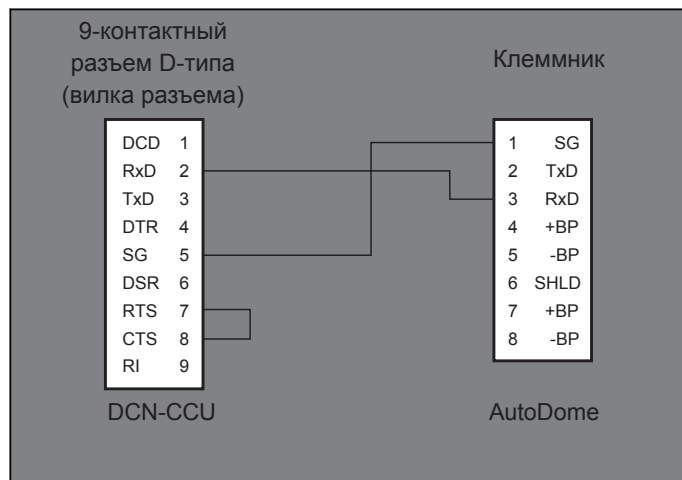 9-контактный
разъем D-типа
(вилка разъема)
Клеммник
DCD 1
RxD 2
TxD 3
DTR 4
SG 5
DSR 6
RTS 7
CTS 8
RI 9
1 SG
2 TxD
3 RxD
4 +BP
5 -BP
6 SHLD
7 +BP
8 -BP
DCN-CCU
AutoDome